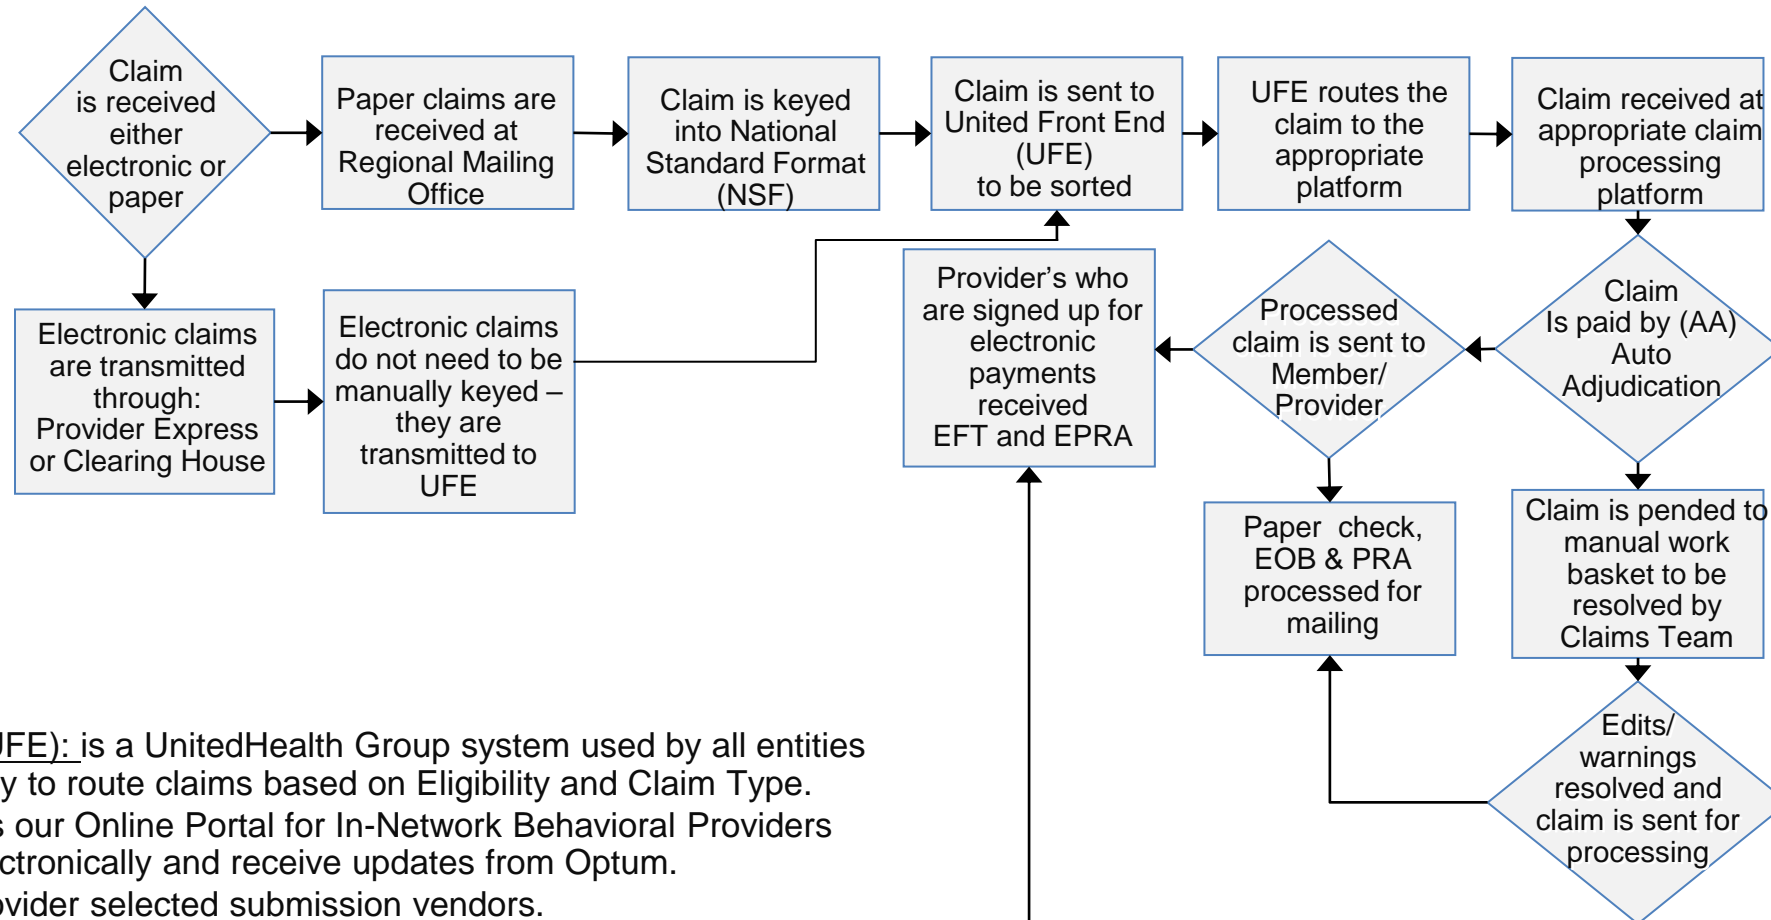 Claim
is received
either
electronic or
paper
Paper claims are
received at
Regional Mailing
Office
Claim is keyed
into National
Standard Format
(NSF)
Claim is sent to
United Front End
(UFE)
to be sorted
UFE routes the
claim to the
appropriate
platform
Claim received at
appropriate claim
processing
platform
Electronic claims
are transmitted
through:
Provider Express
or Clearing House
Electronic claims
do not need to be
manually keyed –
they are
transmitted to
UFE
Provider's who
are signed up for
electronic
payments
received
EFT and EPRA
Processed
claim is sent to
Member/
Provider
Claim
Is paid by (AA)
Auto
Adjudication
Paper check,
EOB & PRA
processed for
mailing
Claim is pended to
manual work
basket to be
resolved by
Claims Team
Edits/
warnings
resolved and
claim is sent for
processing
UFE): is a UnitedHealth Group system used by all entities
y to route claims based on Eligibility and Claim Type.
s our Online Portal for In-Network Behavioral Providers
ctronically and receive updates from Optum.
ovider selected submission vendors.